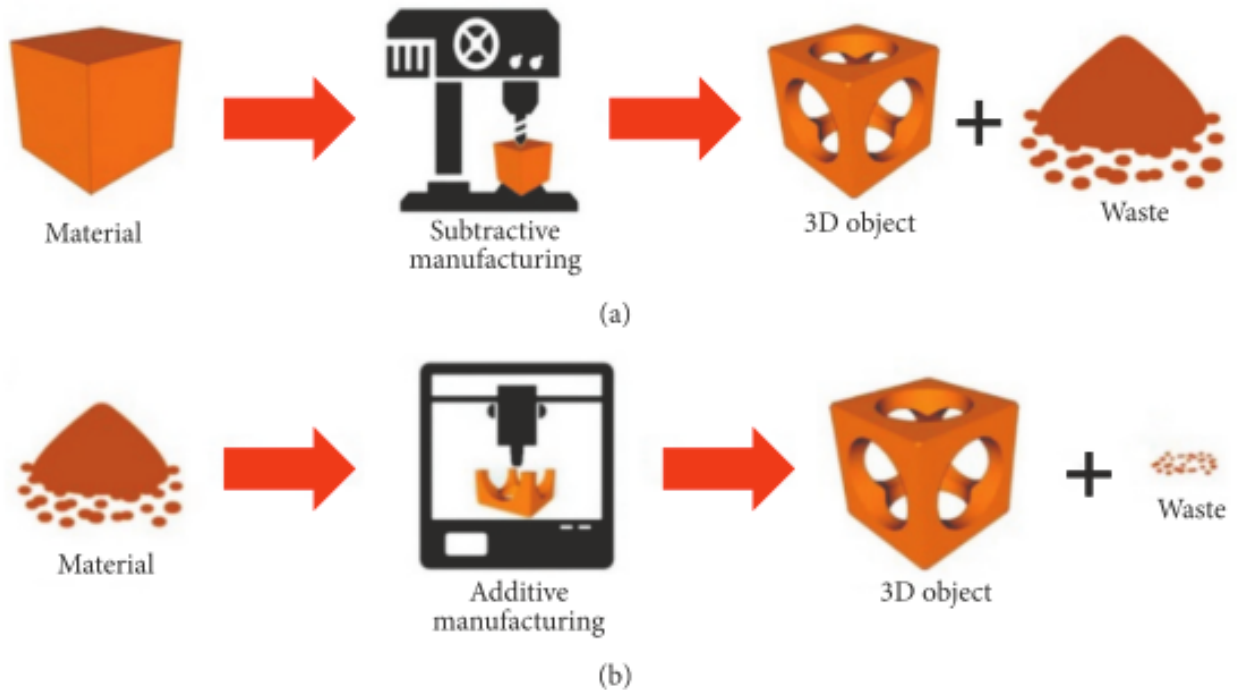 Material
Subtractive
manufacturing
3D object
+
Waste
(a)
Material
Additive
manufacturing
3D object
+
Waste
(b)